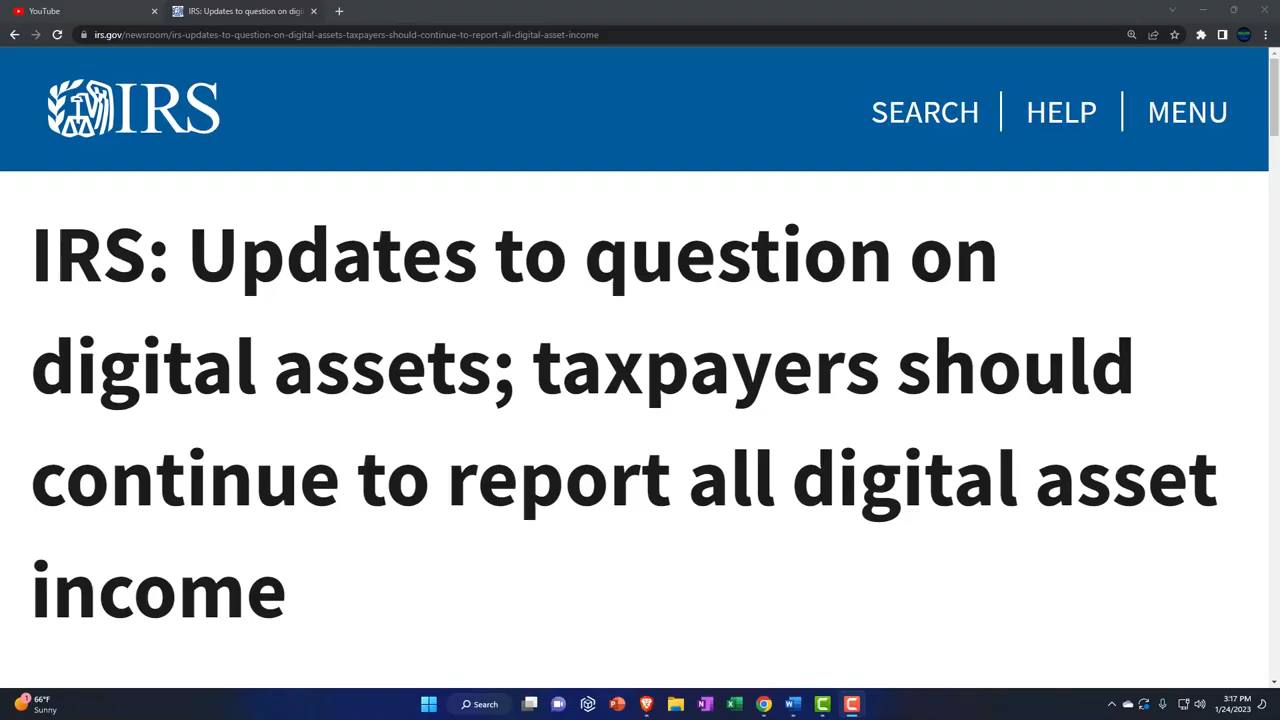 YouTube
IRS: Updates to question on digi
irs.gov/newsroom/irs-updates-to-question-on-digital-assets-taxpayers-should-continue-to-report-all-digital-asset-income
IRS
SEARCH
HELP
MENU
IRS: Updates to question on
digital assets; taxpayers should
continue to report all digital asset
income
1
66°F
Sunny
Search
3:17 PM
1/24/2023